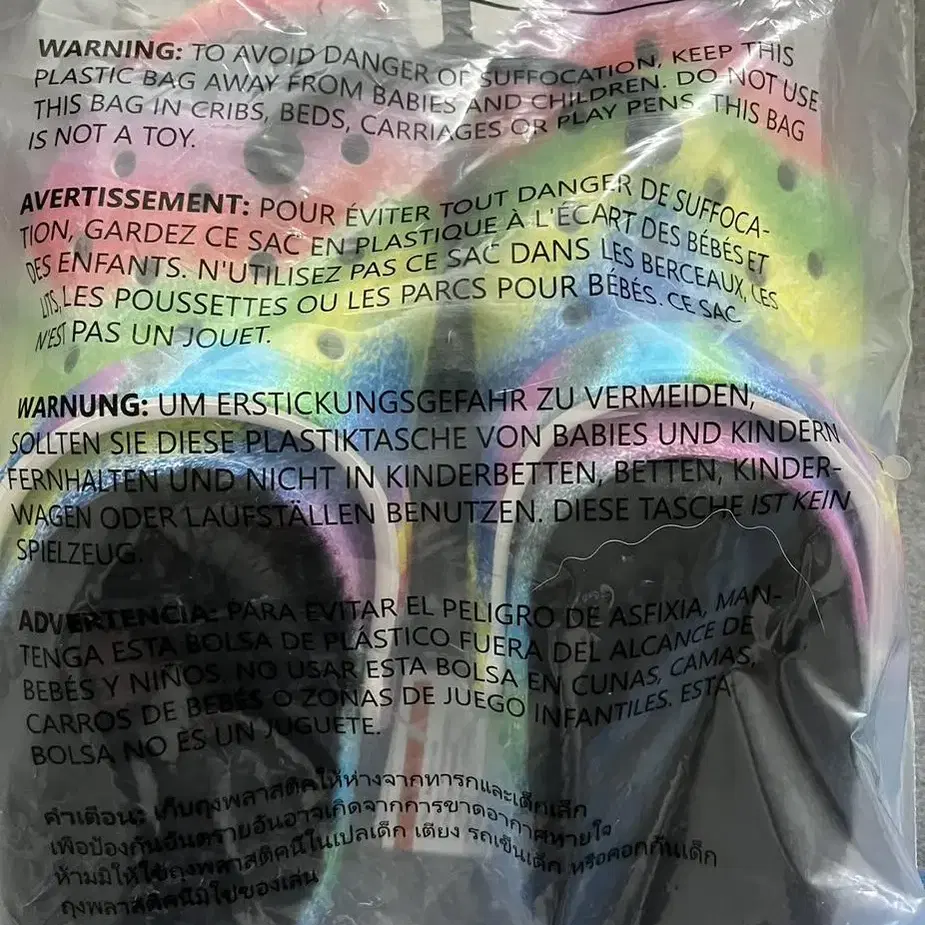 WARNING: TO AVOID DANGER OF SUFFOCATION, KEEP THIS
PLASTIC BAG AWAY FROM BABIES AND CHILDREN. DO NOT USE
THIS BAG IN CRIBS, BEDS, CARRIAGES OR PLAY PENS. THIS BAG
IS NOT A TOY.
AVERTISSEMENT: POUR ÉVITER TOUT DANGER DE SUFFOCA-
TION, GARDEZ CE SAC EN PLASTIQUE À L'ÉCART DES BÉBÉS ET
DES ENFANTS. N'UTILISEZ PAS CE SAC DANS LES BERCEAUX, LES
LITS, LES POUSSETTES OU LES PARCS POUR BÉBÉS. CE SAC
N'EST PAS UN JOUET.
WARNUNG: UM ERSTICKUNGSGEFAHR ZU VERMEIDEN,
SOLLTEN SIE DIESE PLASTIKTASCHE VON BABIES UND KINDERN
FERNHALTEN UND NICHT IN KINDERBETTEN, BETTEN, KINDER-
WAGEN ODER LAUFSTÄLLEN BENUTZEN. DIESE TASCHE IST KEIN
SPIELZEUG.
ADVERTENCIA: PARA EVITAR EL PELIGRO DE ASFIXIA, MAN-
TENGA ESTA BOLSA DE PLÁSTICO FUERA DEL ALCANCE DE
BEBÉS Y NIÑOS. NO USAR ESTA BOLSA EN CUNAS, CAMAS,
CARROS DE BEBÉS O ZONAS DE JUEGO INFANTILES. ESTA
BOLSA NO ES UN JUGUETE.
คำเตือน: เก็บถุงพลาสติคให้ห่างจากทารกและเด็กเล็ก
เพื่อป้องกันอันตรายอันอาจเกิดจากการขาดอากาศหายใจ
ห้ามมิให้ใช้ถุงพลาสติคนี้ในเปลเด็ก เตียง รถเข็นเด็ก หรือคอกกั้นเด็ก
ถุงพลาสติคนี้มิใช่ของเล่น